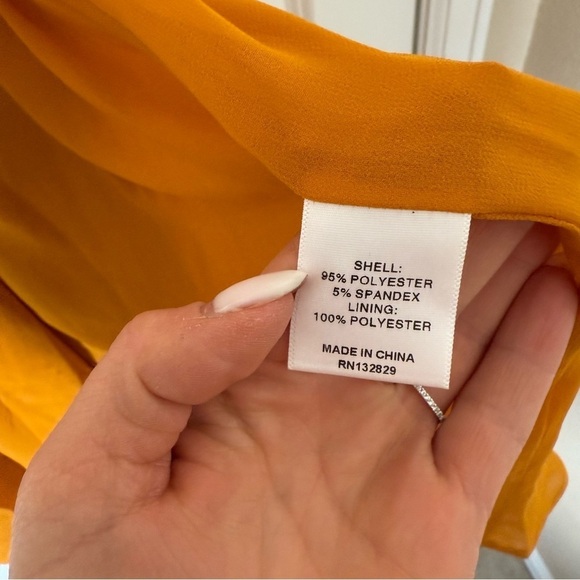 SHELL:
95% POLYESTER
5% SPANDEX
LINING:
100% POLYESTER
MADE IN CHINA
RN132829